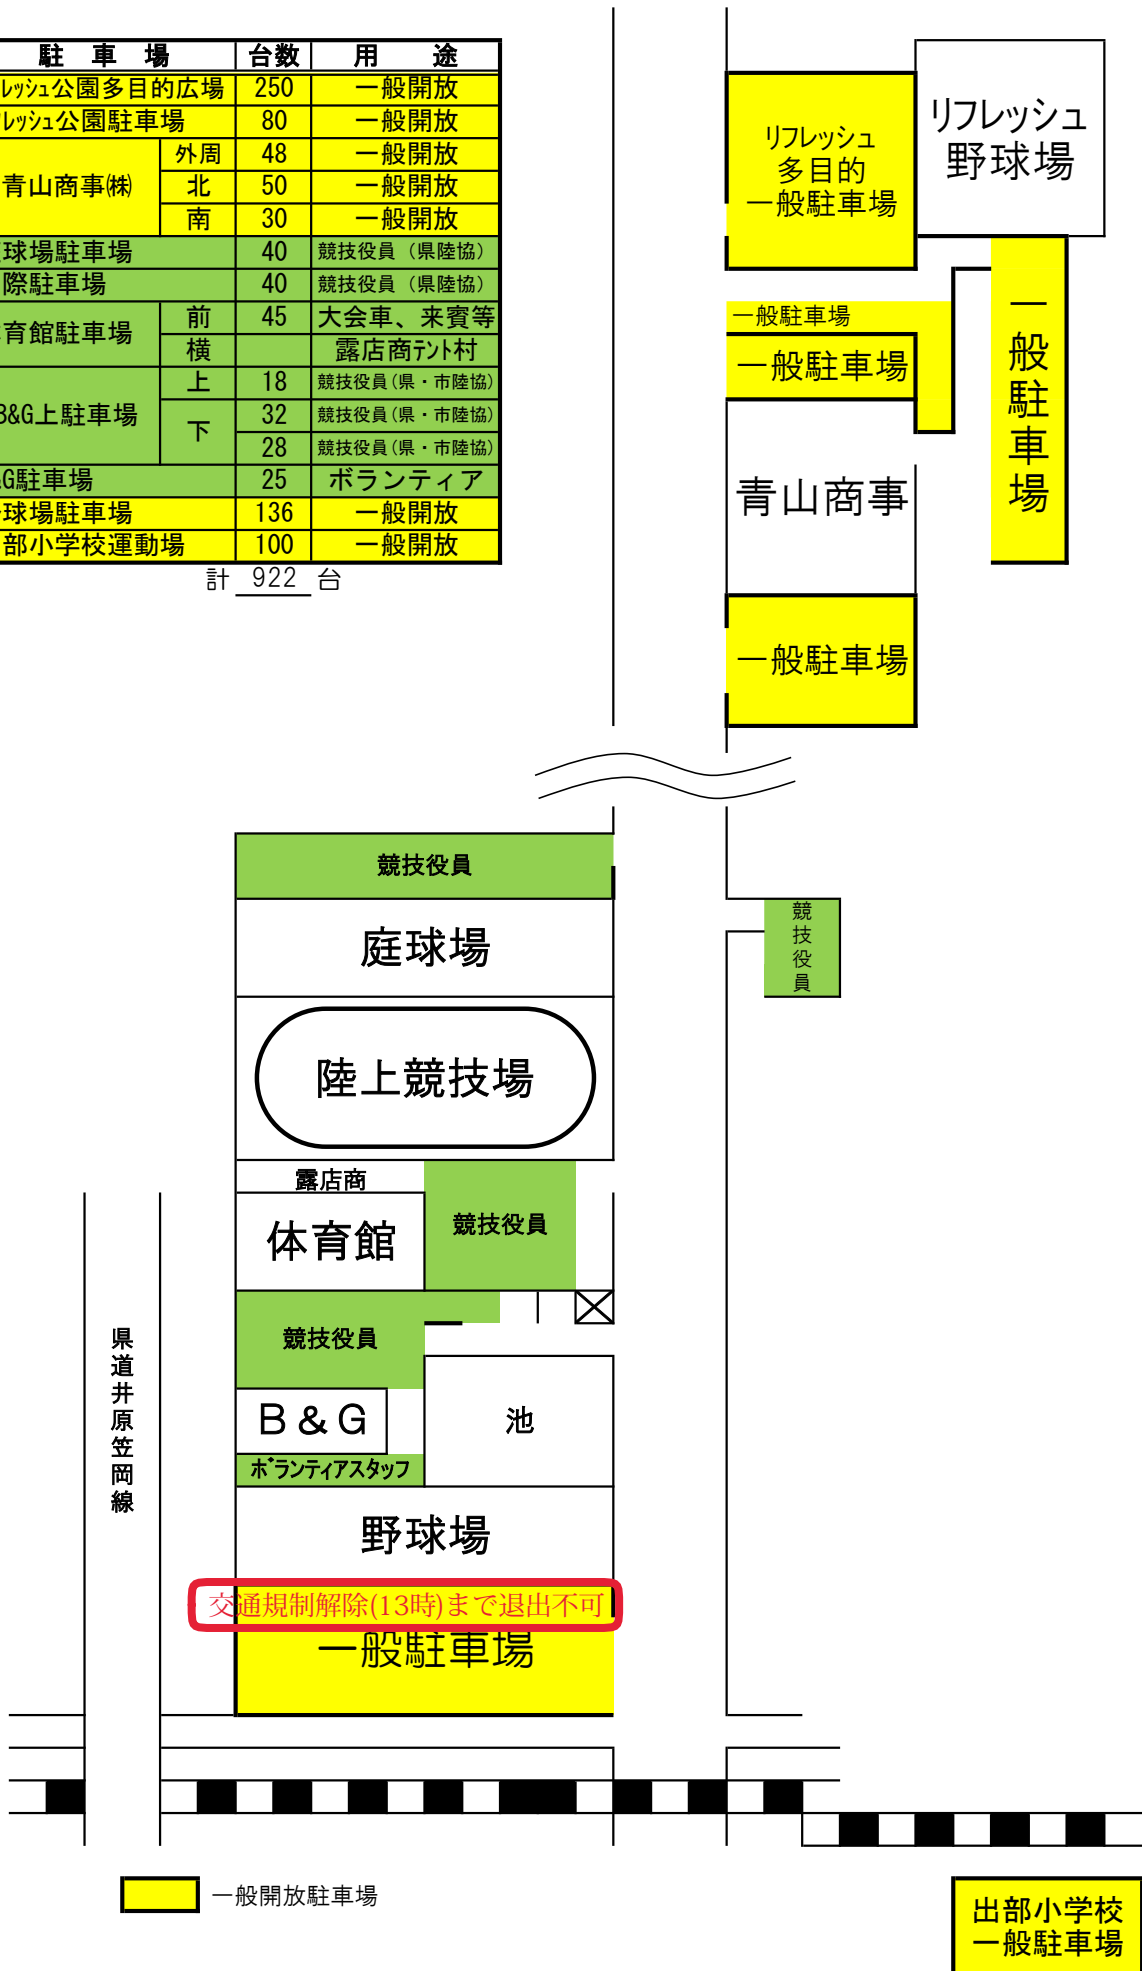 駐 車 場 台数 用 途
レッシュ公園多目的広場 250 一般開放
レッシュ公園駐車場 80 一般開放
青山商事㈱ 外周 48 一般開放
北 50 一般開放
南 30 一般開放
球場駐車場 40 競技役員（県陸協）
際駐車場 40 競技役員（県陸協）
育館駐車場 前 45 大会車、来賓等
横 露店商テント村
B&G上駐車場 上 18 競技役員(県・市陸協)
下 32 競技役員(県・市陸協)
28 競技役員(県・市陸協)
G駐車場 25 ボランティア
球場駐車場 136 一般開放
部小学校運動場 100 一般開放
計 922 台
リフレッシュ
多目的
一般駐車場
リフレッシュ
野球場
一般駐車場
一般駐車場
一般駐車場
青山商事
一般駐車場
競技役員
庭球場
競技役員
陸上競技場
露店商
体育館
競技役員
競技役員
B＆G
池
ボランティアスタッフ
野球場
交通規制解除(13時)まで退出不可
一般駐車場
県道井原笠岡線
一般開放駐車場
出部小学校
一般駐車場